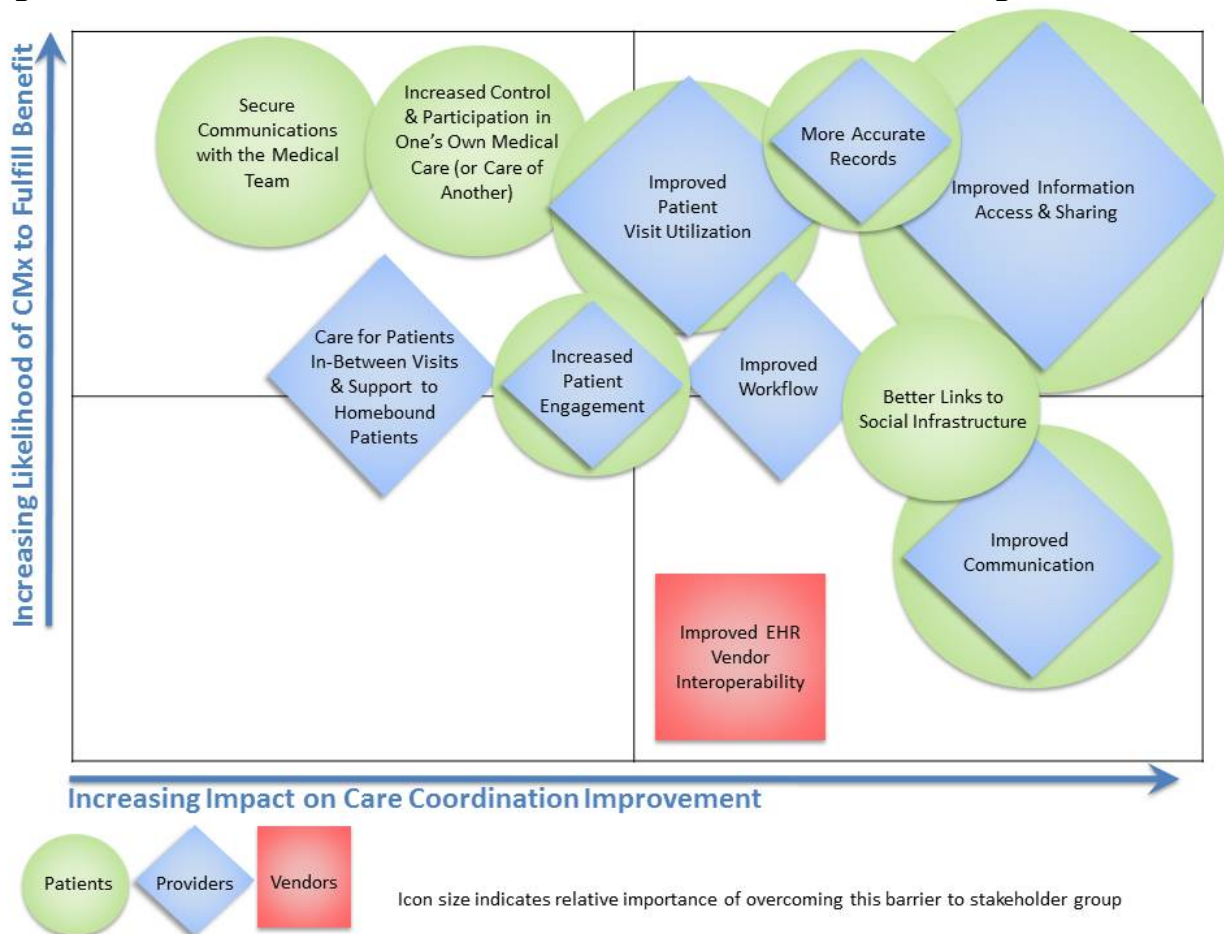 Increasing Likelihood of CMx to Fulfill Benefit
Secure
Communications
with the Medical
Team
Increased Control
& Participation in
One's Own Medical
Care (or Care of
Another)
Improved
Patient
Visit Utilization
More Accurate
Records
Improved Information
Access & Sharing
Care for Patients
In-Between Visits
& Support to
Homebound
Patients
Increased
Patient
Engagement
Improved
Workflow
Better Links to
Social Infrastructure
Improved
Communication
Improved EHR
Vendor
Interoperability
Increasing Impact on Care Coordination Improvement
Patients
Providers
Vendors
Icon size indicates relative importance of overcoming this barrier to stakeholder group